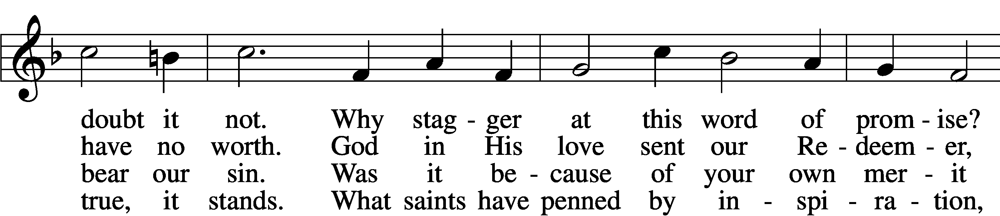 doubt it not. Why stag - ger at this word of prom - ise?
have no worth. God in His love sent our Re - deem - er,
bear our sin. Was it be - cause of your own mer - it
true, it stands. What saints have penned by in - spi - ra - tion,